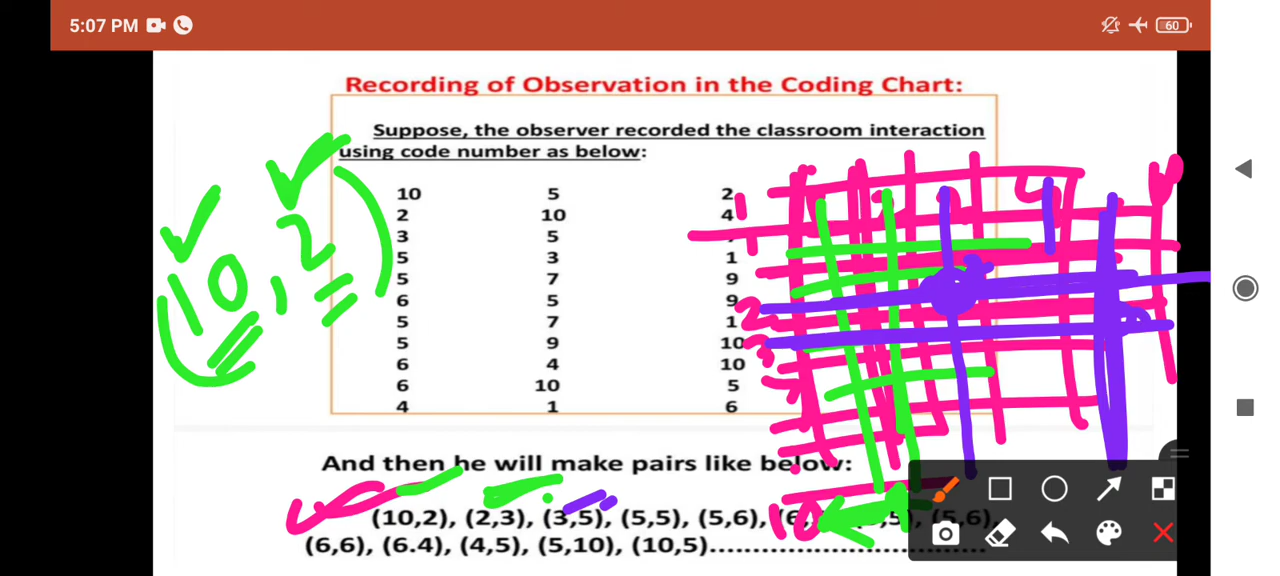 5:07 PM
60
Recording of Observation in the Coding Chart:
Suppose, the observer recorded the classroom interaction
using code number as below:
10 5 2
2 10 4
3 5
5 3 1
5 7 9
6 5 9
5 7 1
5 9 10
6 4 10
6 10 5
4 1 6
(10,2)
And then he will make pairs like below:
(10,2), (2,3), (3,5), (5,5), (5,6), (5,6),
(6,6), (6.4), (4,5), (5,10), (10,5)